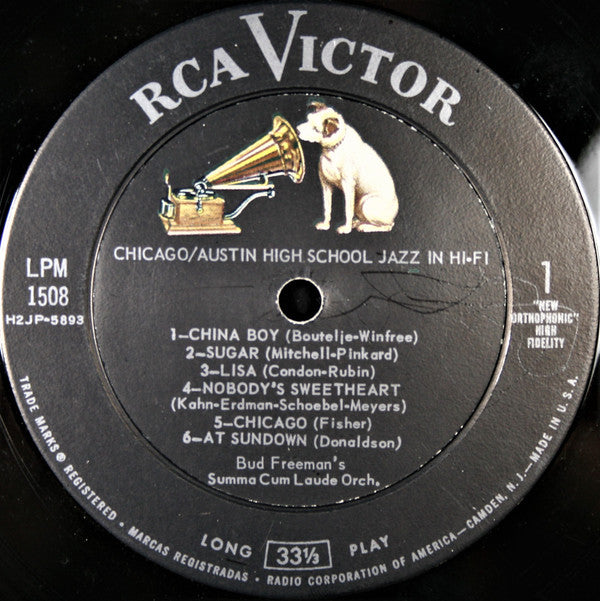 RCA VICTOR
CHICAGO/AUSTIN HIGH SCHOOL JAZZ IN HI-FI
LPM
1508
H2JP-5893
1
"NEW
ORTHOPHONIC"
HIGH
FIDELITY
1—CHINA BOY (Boutelje-Winfree)
2—SUGAR (Mitchell-Pinkard)
3—LISA (Condon-Rubin)
4—NOBODY'S SWEETHEART
(Kahn-Erdman-Schoebel-Meyers)
5—CHICAGO (Fisher)
6—AT SUNDOWN (Donaldson)
Bud Freeman's
Summa Cum Laude Orch.
LONG 33⅓ PLAY
TRADE MARKS ® REGISTERED • MARCAS REGISTRADAS • RADIO CORPORATION OF AMERICA—CAMDEN, N.J.—MADE IN U.S.A.